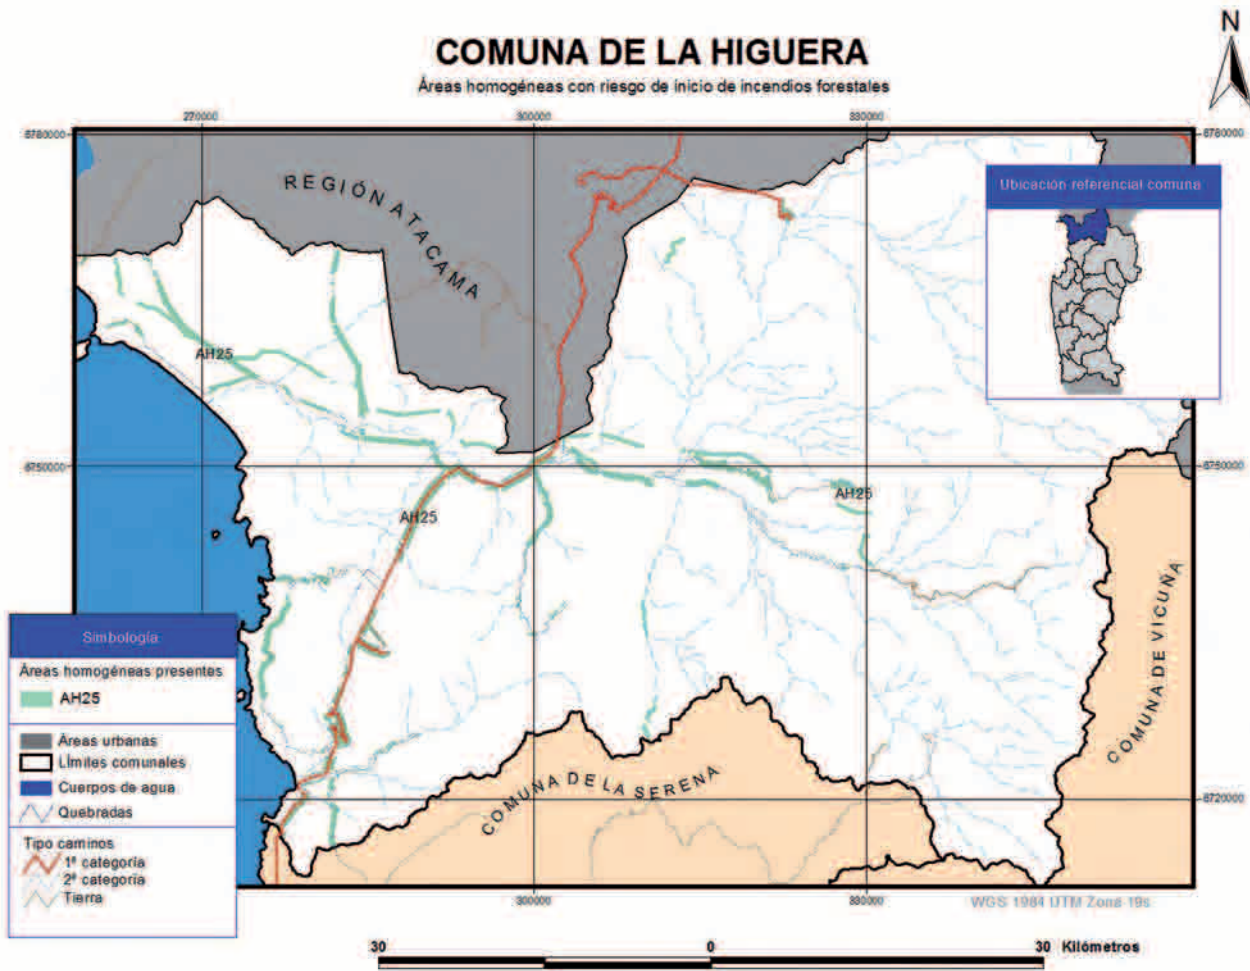 N
COMUNA DE LA HIGUERA
Áreas homogéneas con riesgo de inicio de incendios forestales
270000
300000
330000
6780000
6780000
Ubicación referencial comuna
REGIÓN ATACAMA
AH25
6750000
6750000
AH25
AH25
COMUNA DE VICUÑA
Simbología
Áreas homogéneas presentes
AH25
Áreas urbanas
Límites comunales
Cuerpos de agua
Quebradas
Tipo caminos
1ª categoría
2ª categoría
Tierra
COMUNA DE LA SERENA
6720000
300000
330000
WGS 1984 UTM Zona 19s
30
0
30 Kilómetros